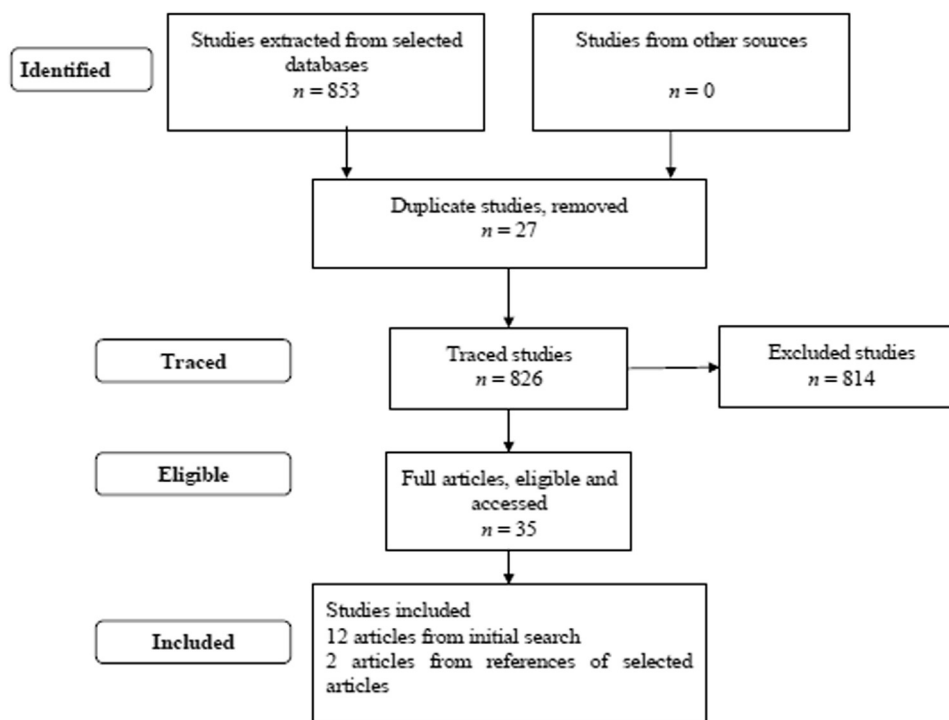 Identified
Studies extracted from selected
databases
n = 853
Studies from other sources
n = 0
Duplicate studies, removed
n = 27
Traced
Traced studies
n = 826
Excluded studies
n = 814
Eligible
Full articles, eligible and
accessed
n = 35
Included
Studies included
12 articles from initial search
2 articles from references of selected
articles